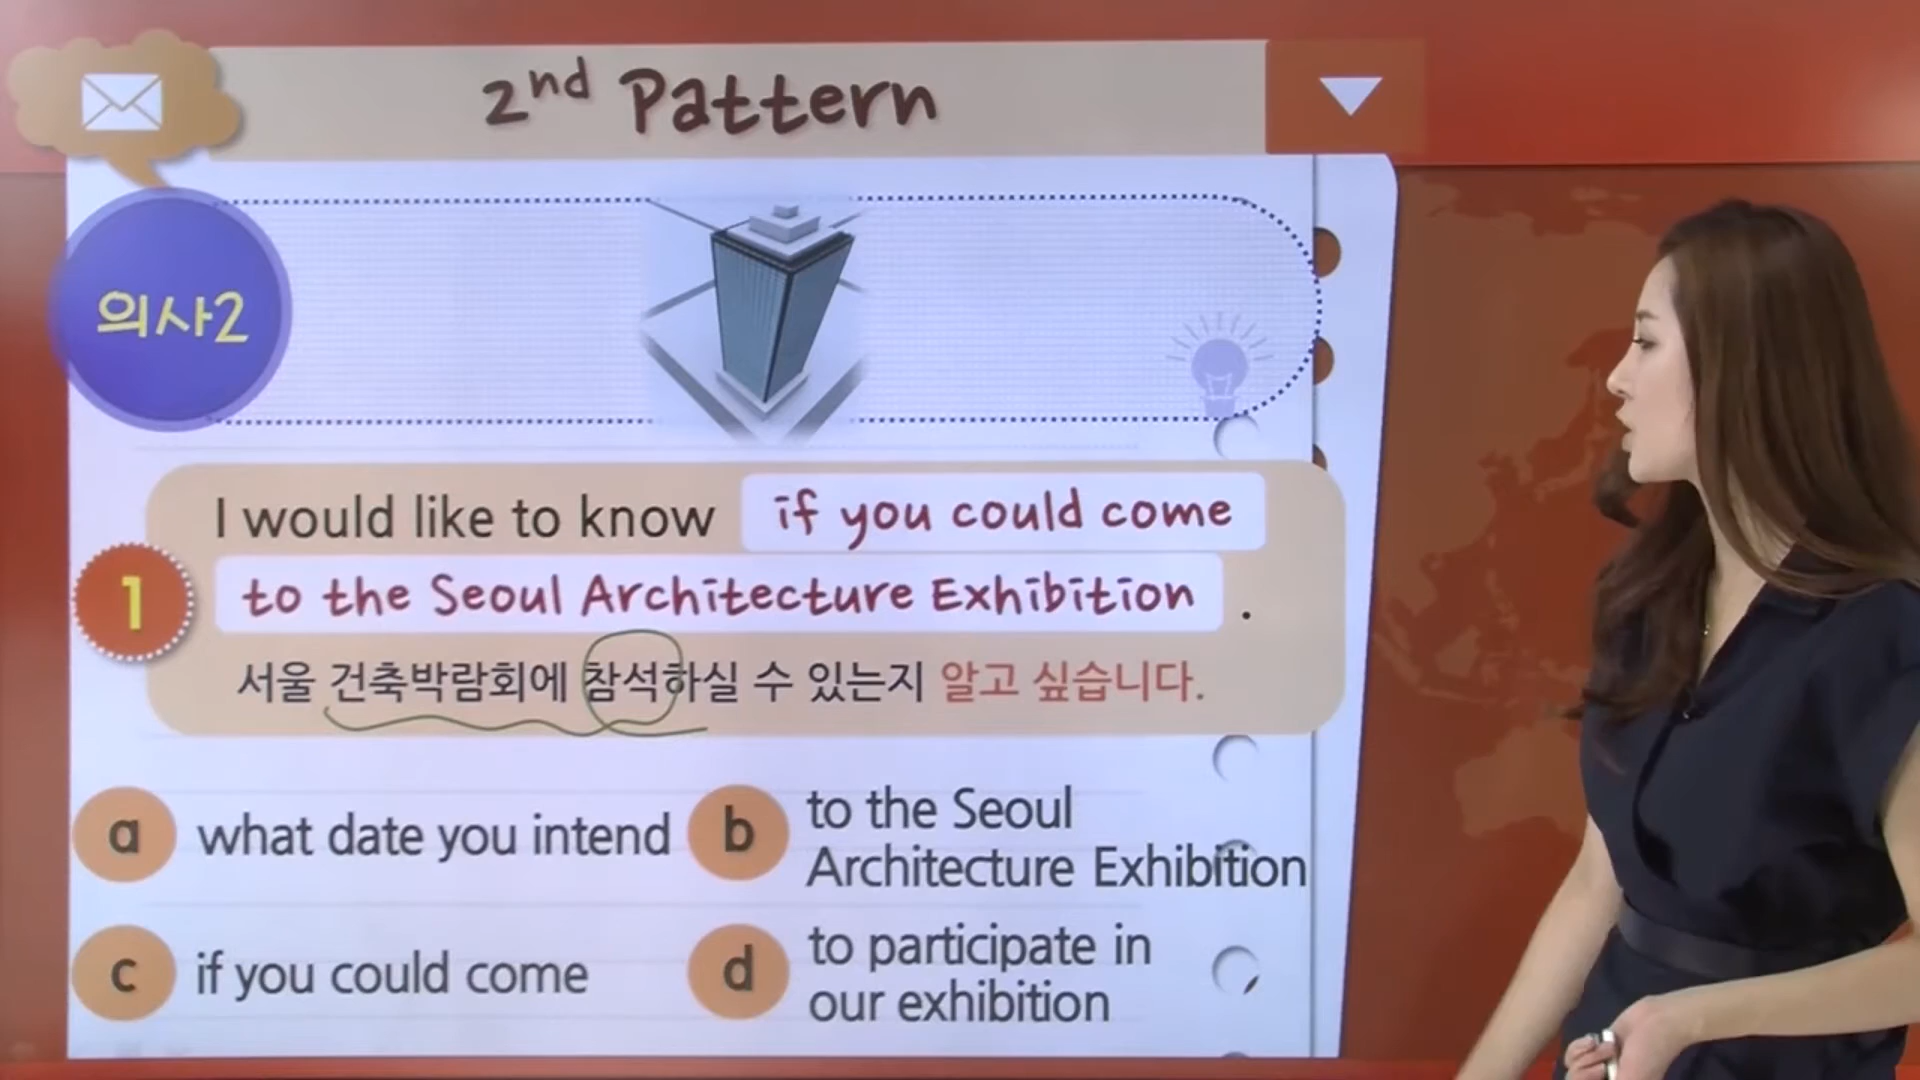 2nd Pattern
의사2
I would like to know if you could come
to the Seoul Architecture Exhibition .
1
서울 건축박람회에 참석하실 수 있는지 알고 싶습니다.
a what date you intend
b to the Seoul
Architecture Exhibition
c if you could come
d to participate in
our exhibition